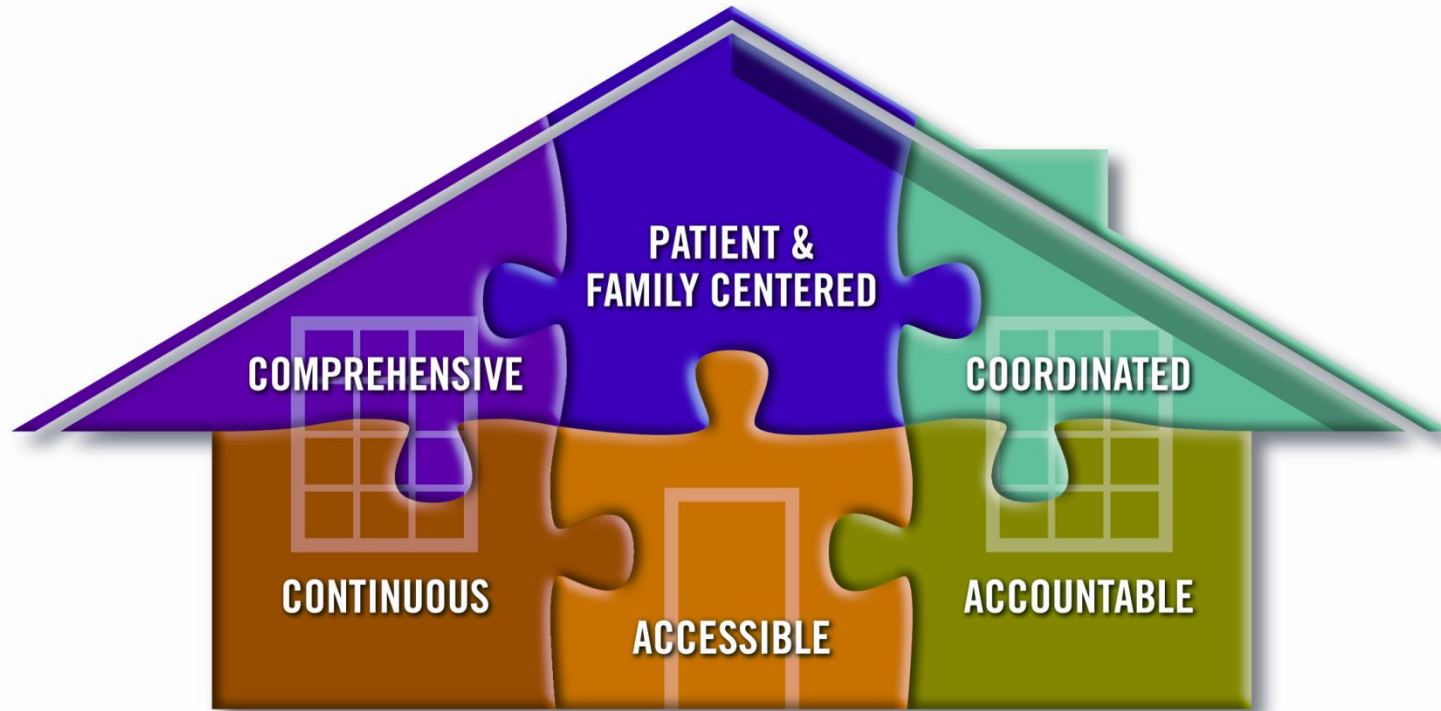 PATIENT &
FAMILY CENTERED
COMPREHENSIVE
COORDINATED
CONTINUOUS
ACCESSIBLE
ACCOUNTABLE